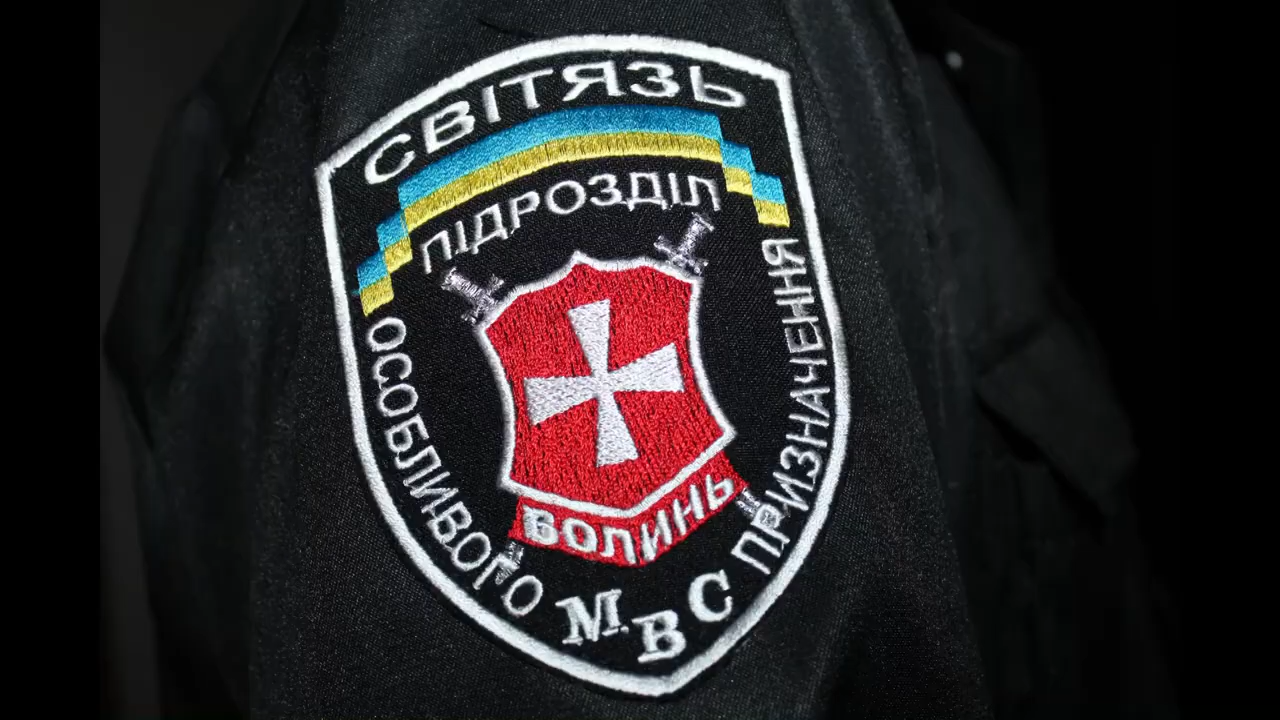 СВІТЯЗЬ
ПІДРОЗДІЛ
ОСОБЛИВОГО
ПРИЗНАЧЕННЯ
ВОЛИНЬ
МВС